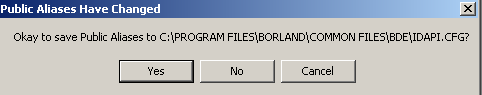 Public Aliases Have Changed
Okay to save Public Aliases to C:\PROGRAM FILES\BORLAND\COMMON FILES\BDE\IDAPI.CFG?
Yes
No
Cancel